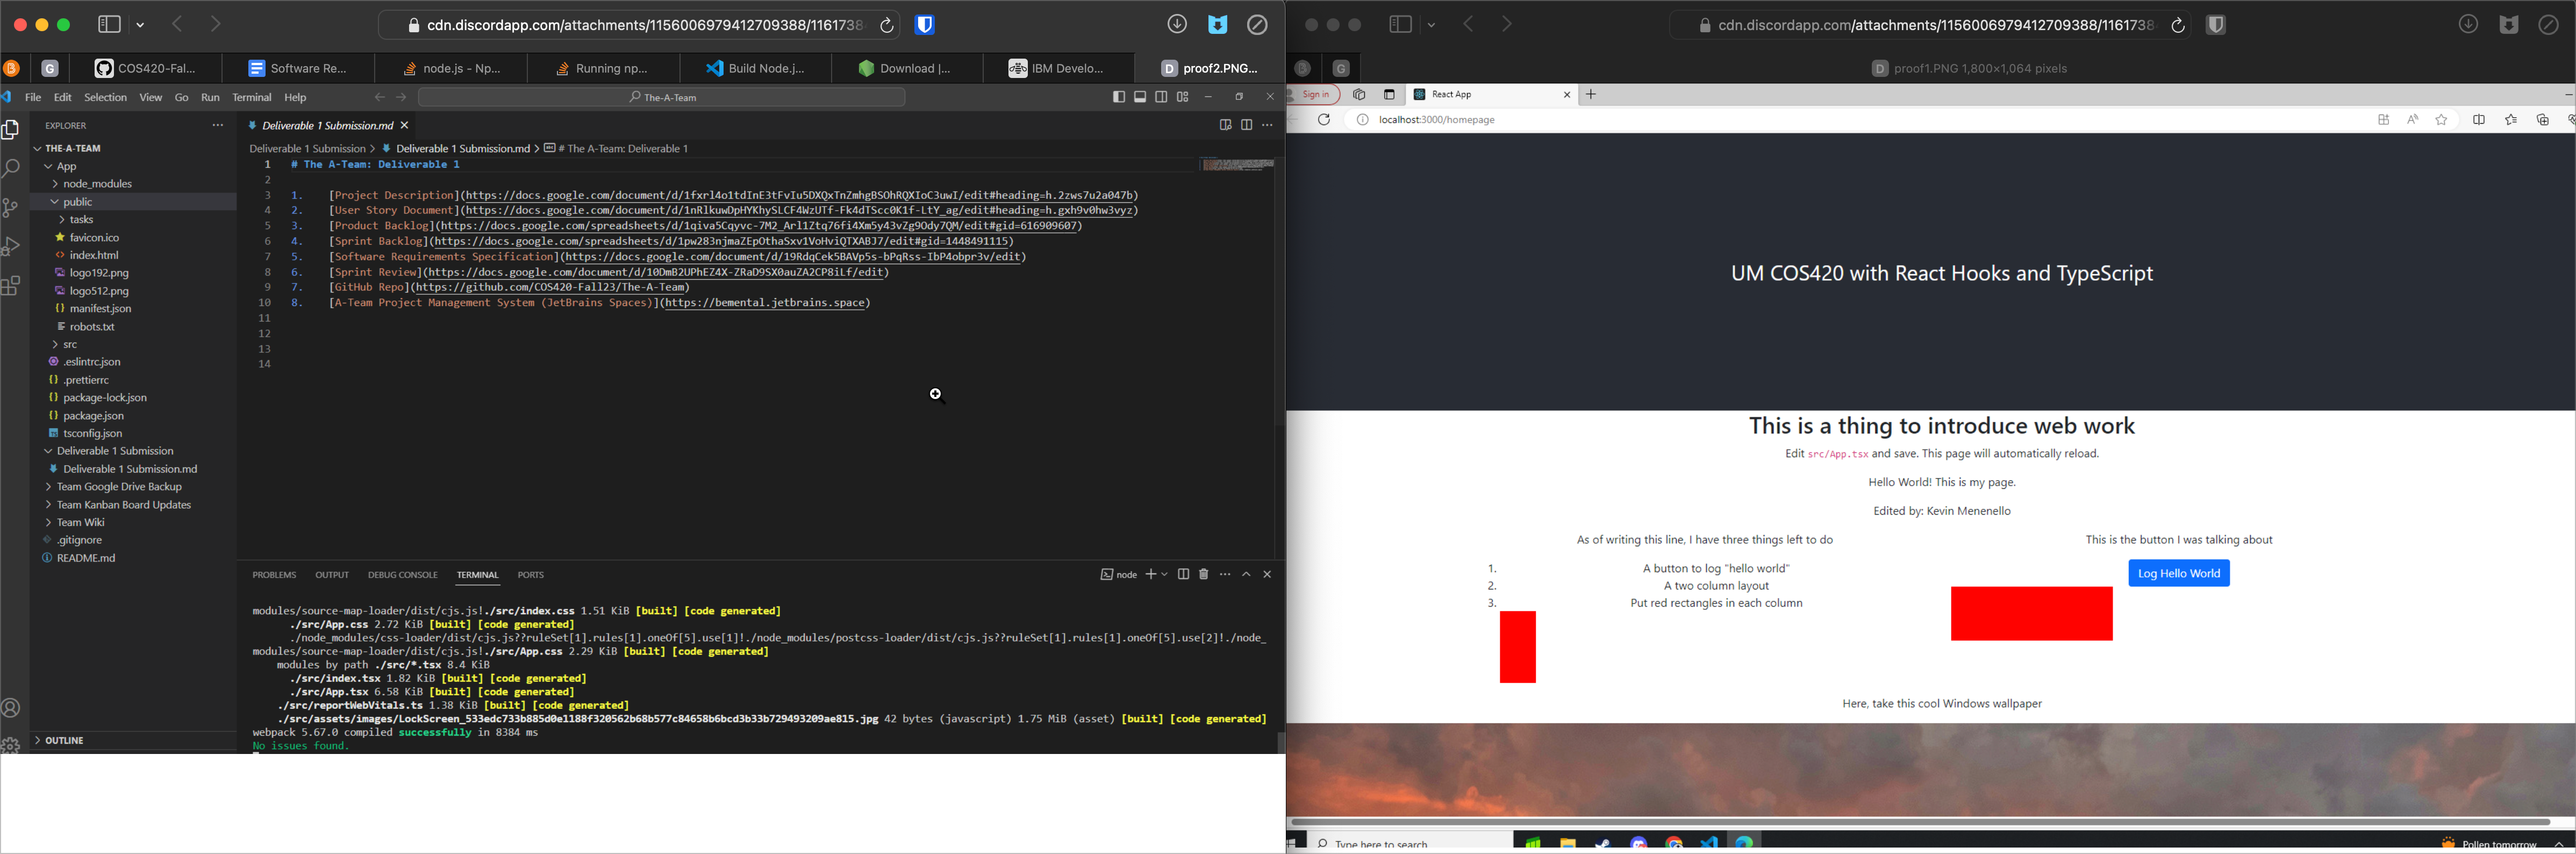 cdn.discordapp.com/attachments/1156006979412709388/1161738
COS420-Fal...
Software Re...
node.js - Np...
Running np...
Build Node.j...
Download |...
IBM Develo...
proof2.PNG...
File Edit Selection View Go Run Terminal Help
The-A-Team
EXPLORER
THE-A-TEAM
App
node_modules
public
tasks
favicon.ico
index.html
logo192.png
logo512.png
manifest.json
robots.txt
src
.eslintrc.json
.prettierrc
package-lock.json
package.json
tsconfig.json
Deliverable 1 Submission
Deliverable 1 Submission.md
Team Google Drive Backup
Team Kanban Board Updates
Team Wiki
.gitignore
README.md
OUTLINE
Deliverable 1 Submission.md
Deliverable 1 Submission > Deliverable 1 Submission.md > # The A-Team: Deliverable 1
1 # The A-Team: Deliverable 1
2
3 1. [Project Description](https://docs.google.com/document/d/1fxrl4o1tdInE3tFvIu5DXQxTnZmhgBSOhRQXIoC3uwI/edit#heading=h.2zws7u2a047b)
4 2. [User Story Document](https://docs.google.com/document/d/1nRlkuwDpHYKhySLCF4WzUTf-Fk4dTScc0K1f-LtY_ag/edit#heading=h.gxh9v0hw3vyz)
5 3. [Product Backlog](https://docs.google.com/spreadsheets/d/1qiva5Cqyvc-7M2_Arl1Ztq76fi4Xm5y43vZg9Ody7QM/edit#gid=616909607)
6 4. [Sprint Backlog](https://docs.google.com/spreadsheets/d/1pw283njmaZEpOthaSxv1VoHviQTXABJ7/edit#gid=1448491115)
7 5. [Software Requirements Specification](https://docs.google.com/document/d/19RdqCek5BAVp5s-bPqRss-IbP4obpr3v/edit)
8 6. [Sprint Review](https://docs.google.com/document/d/10DmB2UPhEZ4X-ZRaD9SX0auZA2CP8iLf/edit)
9 7. [GitHub Repo](https://github.com/COS420-Fall23/The-A-Team)
10 8. [A-Team Project Management System (JetBrains Spaces)](https://bemental.jetbrains.space)
11
12
13
14
PROBLEMS OUTPUT DEBUG CONSOLE TERMINAL PORTS
node
modules/source-map-loader/dist/cjs.js!./src/index.css 1.51 KiB [built] [code generated]
./src/App.css 2.72 KiB [built] [code generated]
./node_modules/css-loader/dist/cjs.js??ruleSet[1].rules[1].oneOf[5].use[1]!./node_modules/postcss-loader/dist/cjs.js??ruleSet[1].rules[1].oneOf[5].use[2]!./node_
modules/source-map-loader/dist/cjs.js!./src/App.css 2.29 KiB [built] [code generated]
modules by path ./src/*.tsx 8.4 KiB
./src/index.tsx 1.82 KiB [built] [code generated]
./src/App.tsx 6.58 KiB [built] [code generated]
./src/reportWebVitals.ts 1.38 KiB [built] [code generated]
./src/assets/images/LockScreen_533edc733b885d0e1188f320562b68b577c84658b6bcd3b33b729493209ae815.jpg 42 bytes (javascript) 1.75 MiB (asset) [built] [code generated]
webpack 5.67.0 compiled successfully in 8384 ms
No issues found.
cdn.discordapp.com/attachments/1156006979412709388/1161738
proof1.PNG 1,800×1,064 pixels
Sign in
React App
localhost:3000/homepage
UM COS420 with React Hooks and TypeScript
This is a thing to introduce web work
Edit src/App.tsx and save. This page will automatically reload.
Hello World! This is my page.
Edited by: Kevin Menenello
As of writing this line, I have three things left to do
1. A button to log "hello world"
2. A two column layout
3. Put red rectangles in each column
This is the button I was talking about
Log Hello World
Here, take this cool Windows wallpaper
Type here to search
Pollen tomorrow